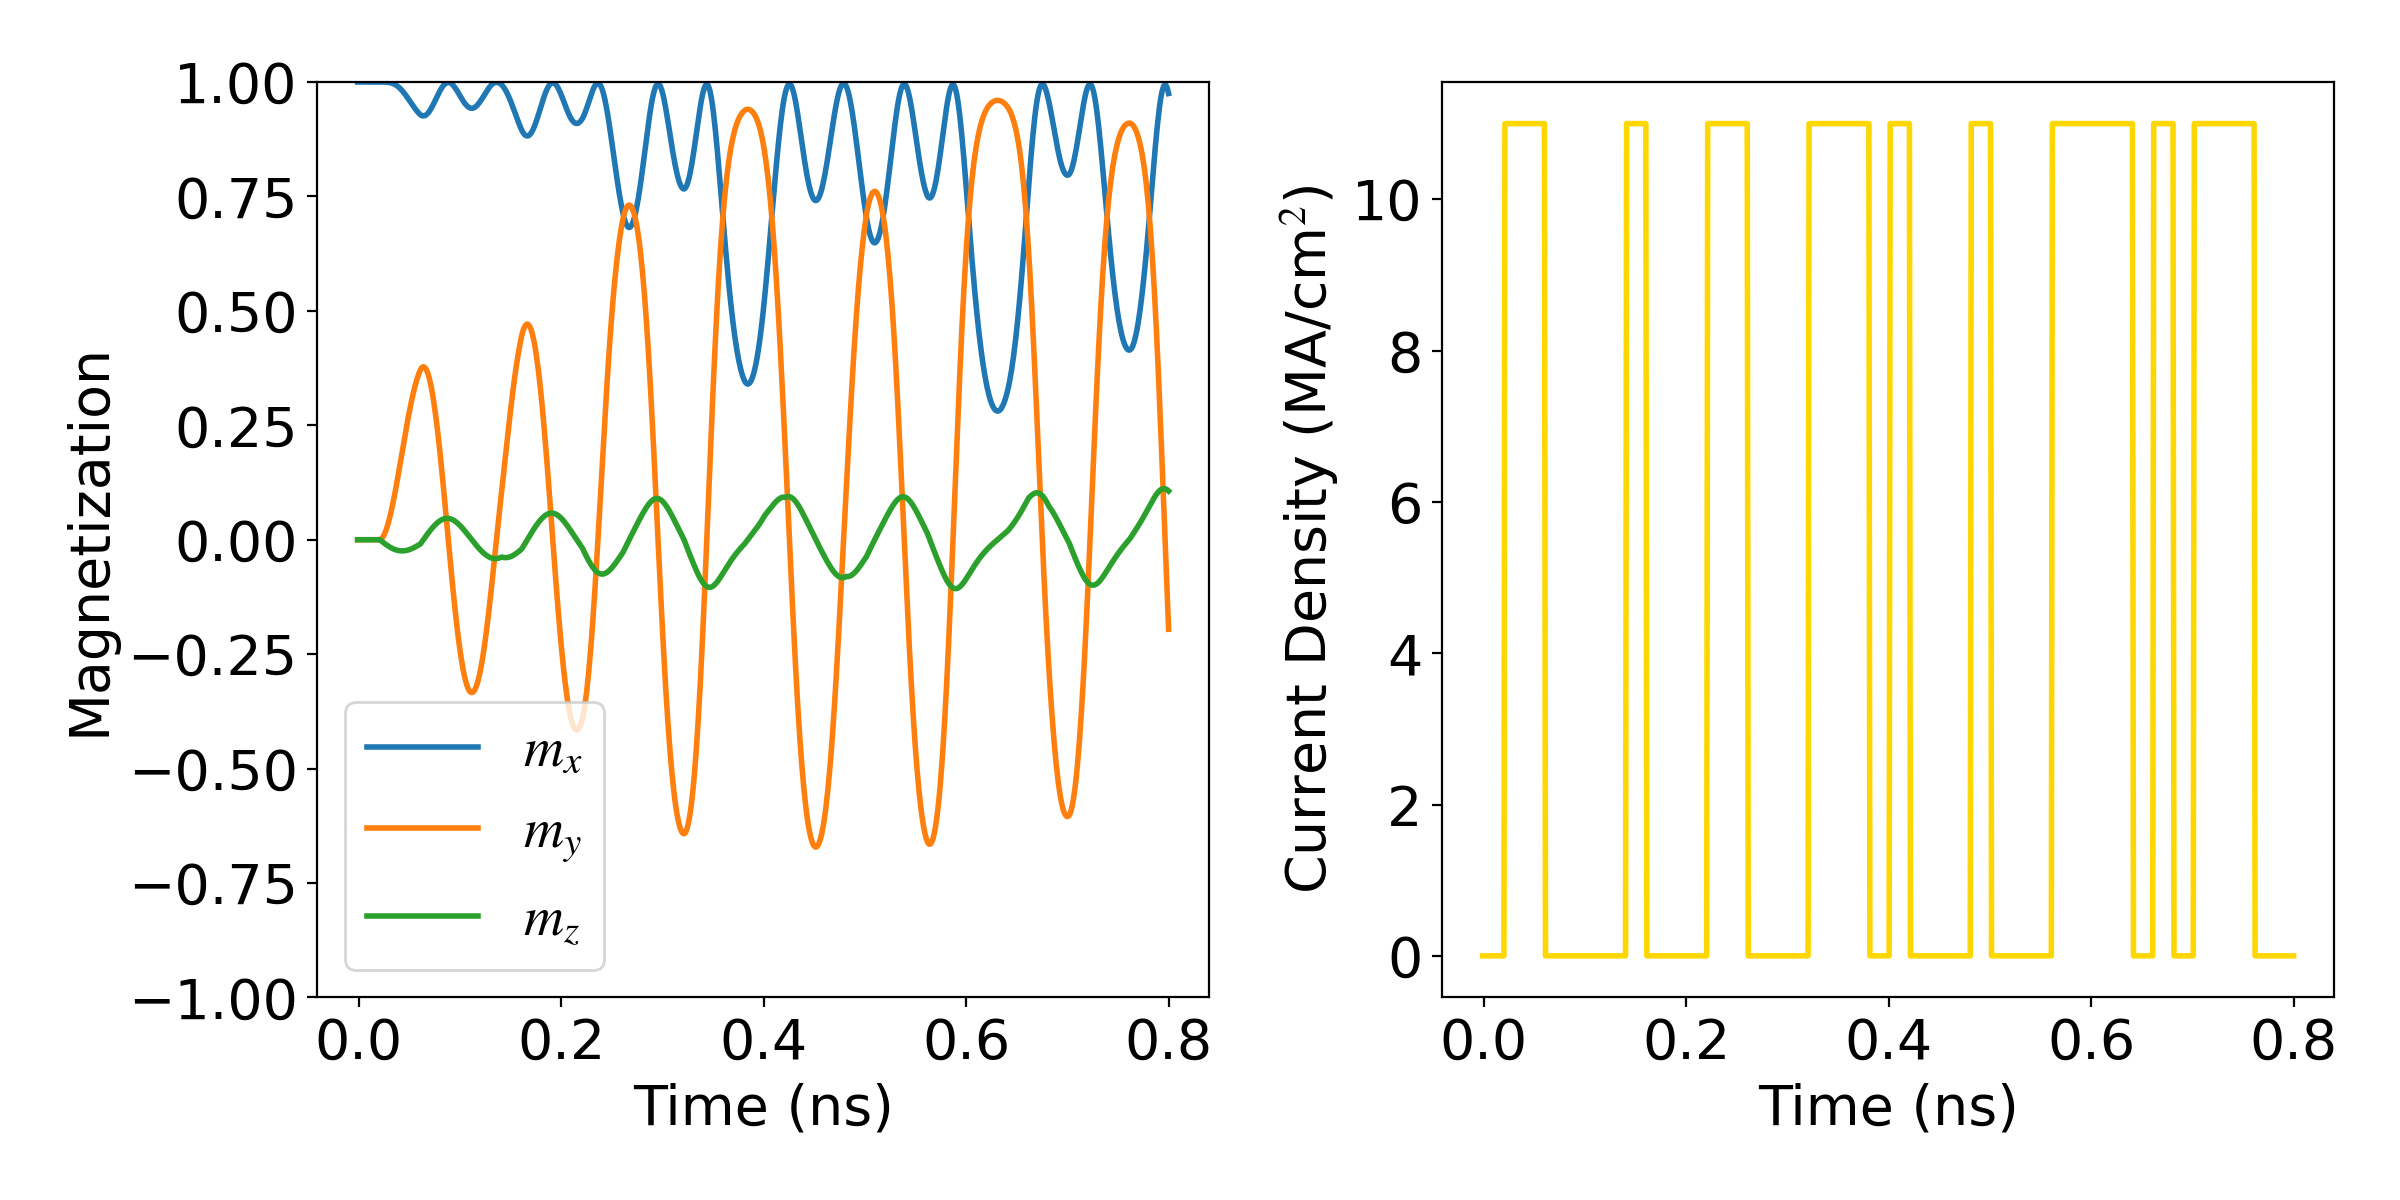 Magnetization
1.00
0.75
0.50
0.25
0.00
−0.25
−0.50
−0.75
−1.00
m_x
m_y
m_z
0.0 0.2 0.4 0.6 0.8
Time (ns)
Current Density (MA/cm²)
10
8
6
4
2
0
0.0 0.2 0.4 0.6 0.8
Time (ns)